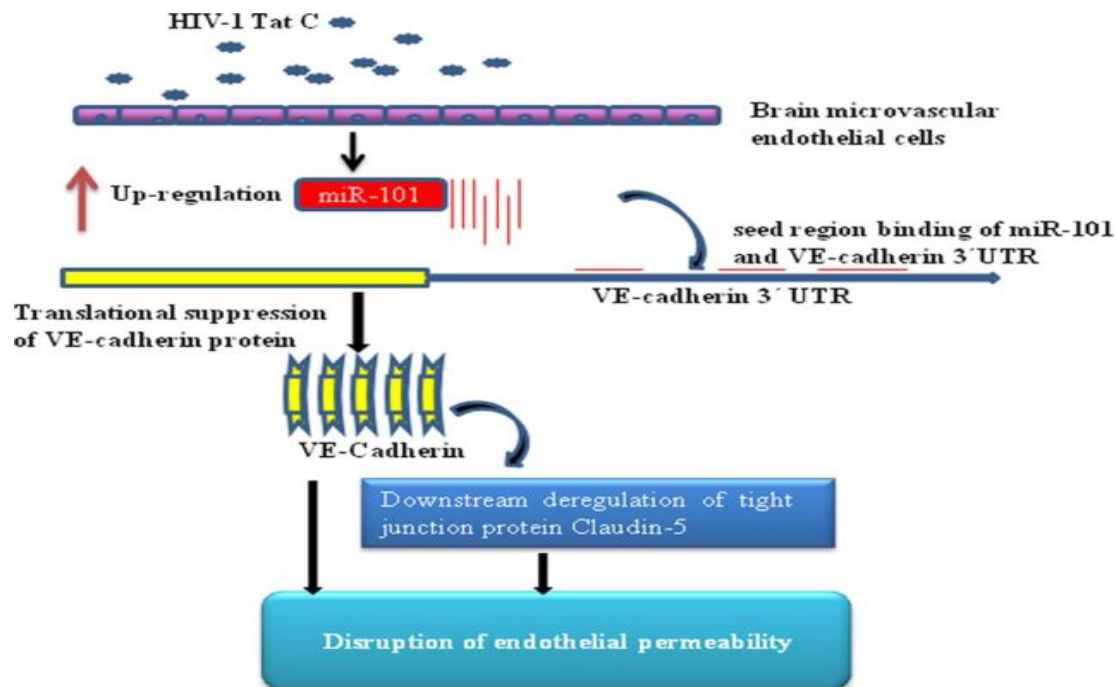 HIV-1 Tat C
Brain microvascular
endothelial cells
Up-regulation
miR-101
seed region binding of miR-101
and VE-cadherin 3´UTR
VE-cadherin 3´ UTR
Translational suppression
of VE-cadherin protein
VE-Cadherin
Downstream deregulation of tight
junction protein Claudin-5
Disruption of endothelial permeability